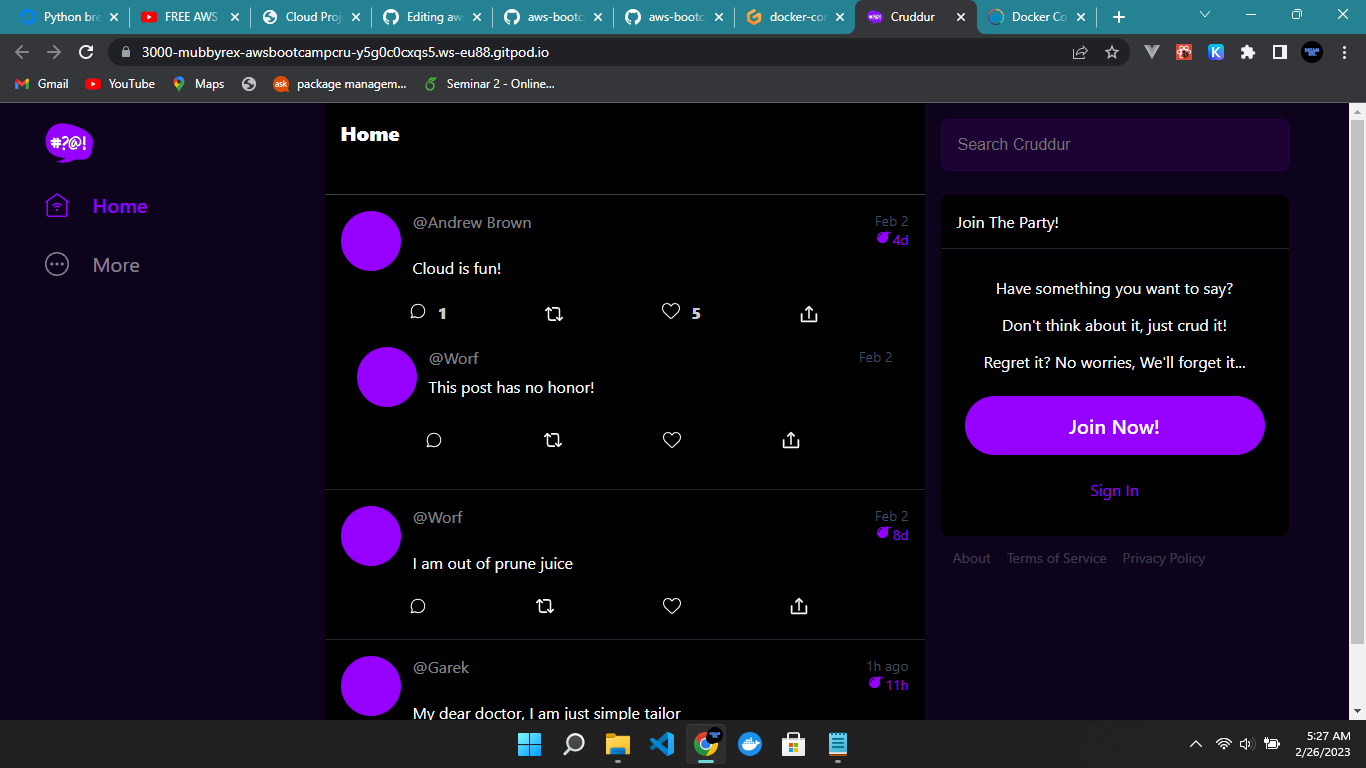 Python bre
FREE AWS
Cloud Proj
Editing aw
aws-bootc
aws-bootc
docker-cor
Cruddur
Docker Co
3000-mubbyrex-awsbootcampcru-y5g0c0cxqs5.ws-eu88.gitpod.io
Gmail
YouTube
Maps
ask
package managem...
Seminar 2 - Online...
#?@!
Home
More
Home
@Andrew Brown
Feb 2
4d
Cloud is fun!
1
5
@Worf
Feb 2
This post has no honor!
@Worf
Feb 2
8d
I am out of prune juice
@Garek
1h ago
11h
My dear doctor, I am just simple tailor
Search Cruddur
Join The Party!
Have something you want to say?
Don't think about it, just crud it!
Regret it? No worries, We'll forget it...
Join Now!
Sign In
About
Terms of Service
Privacy Policy
5:27 AM
2/26/2023